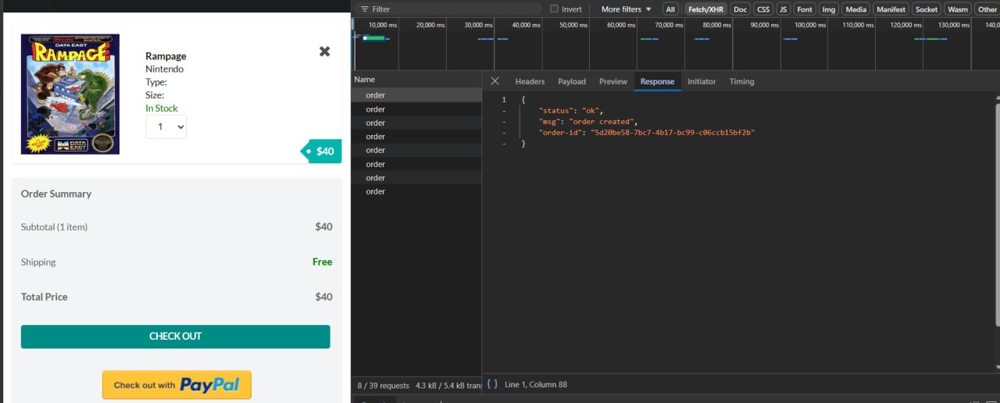 Rampage
Nintendo
Type:
Size:
In Stock
1
$40
Nintendo
DATA EAST
RAMPAGE
DATA EAST
Order Summary
Subtotal (1 item)
$40
Shipping
Free
Total Price
$40
CHECK OUT
Check out with PayPal
Filter
Invert
More filters
All
Fetch/XHR
Doc
CSS
JS
Font
Img
Media
Manifest
Socket
Wasm
Other
10,000 ms
20,000 ms
30,000 ms
40,000 ms
50,000 ms
60,000 ms
70,000 ms
80,000 ms
90,000 ms
100,000 ms
110,000 ms
120,000 ms
130,000 ms
140,0
Name
order
order
order
order
order
order
order
order
8 / 39 requests 4.3 kB / 5.4 kB tran
Headers
Payload
Preview
Response
Initiator
Timing
1 {
- "status": "ok",
- "msg": "order created",
- "order-id": "5d20be58-7bc7-4b17-bc99-c06ccb15bf2b"
- }
{ } Line 1, Column 88